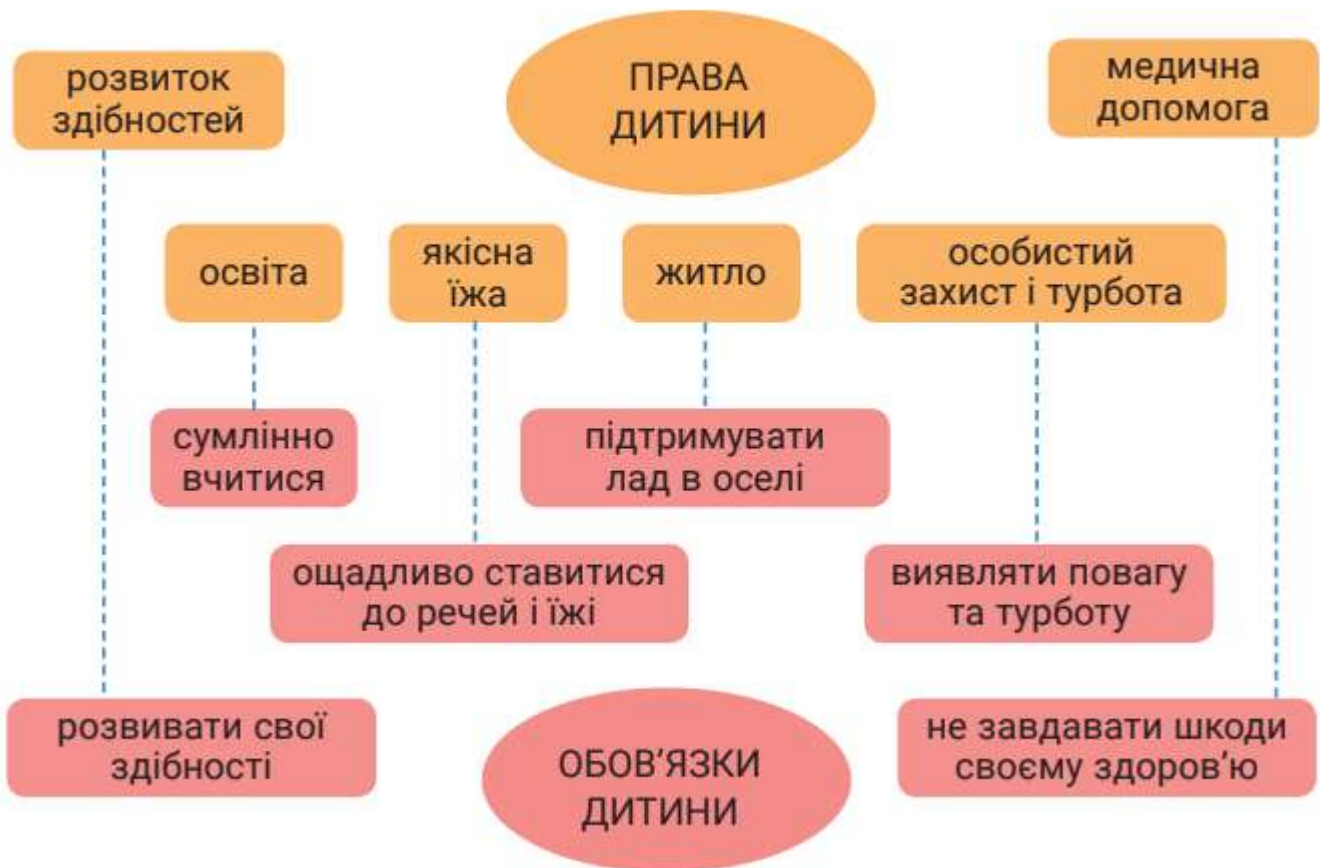 розвиток
здібностей
ПРАВА
ДИТИНИ
медична
допомога
освіта
якісна
їжа
житло
особистий
захист і турбота
сумлінно
вчитися
підтримувати
лад в оселі
ощадливо ставитися
до речей і їжі
виявляти повагу
та турботу
розвивати свої
здібності
ОБОВ’ЯЗКИ
ДИТИНИ
не завдавати шкоди
своєму здоров’ю